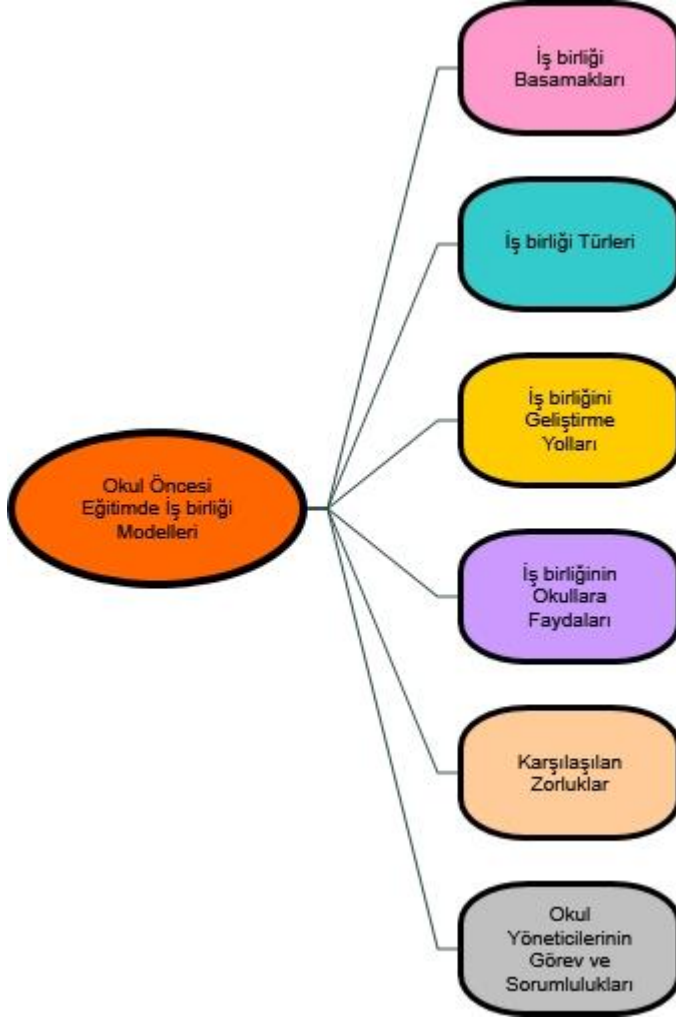 İş birliği
Basamakları
İş birliği Türleri
İş birliğini
Geliştirme
Yolları
Okul Öncesi
Eğitimde İş birliği
Modelleri
İş birliğinin
Okullara
Faydaları
Karşılaşılan
Zorluklar
Okul
Yöneticilerinin
Görev ve
Sorumlulukları